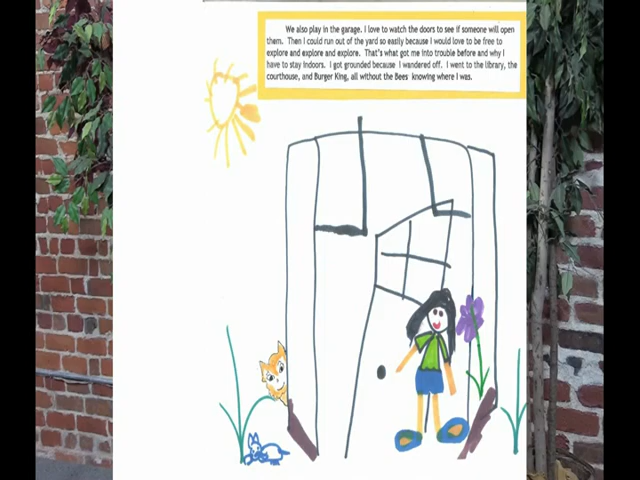 We also play in the garage. I love to watch the doors to see if someone will open
them. Then I could run out of the yard so easily because I would love to be free to
explore and explore and explore. That's what got me into trouble before and why I
have to stay indoors. I got grounded because I wandered off. I went to the library, the
courthouse, and Burger King, all without the Bees knowing where I was.